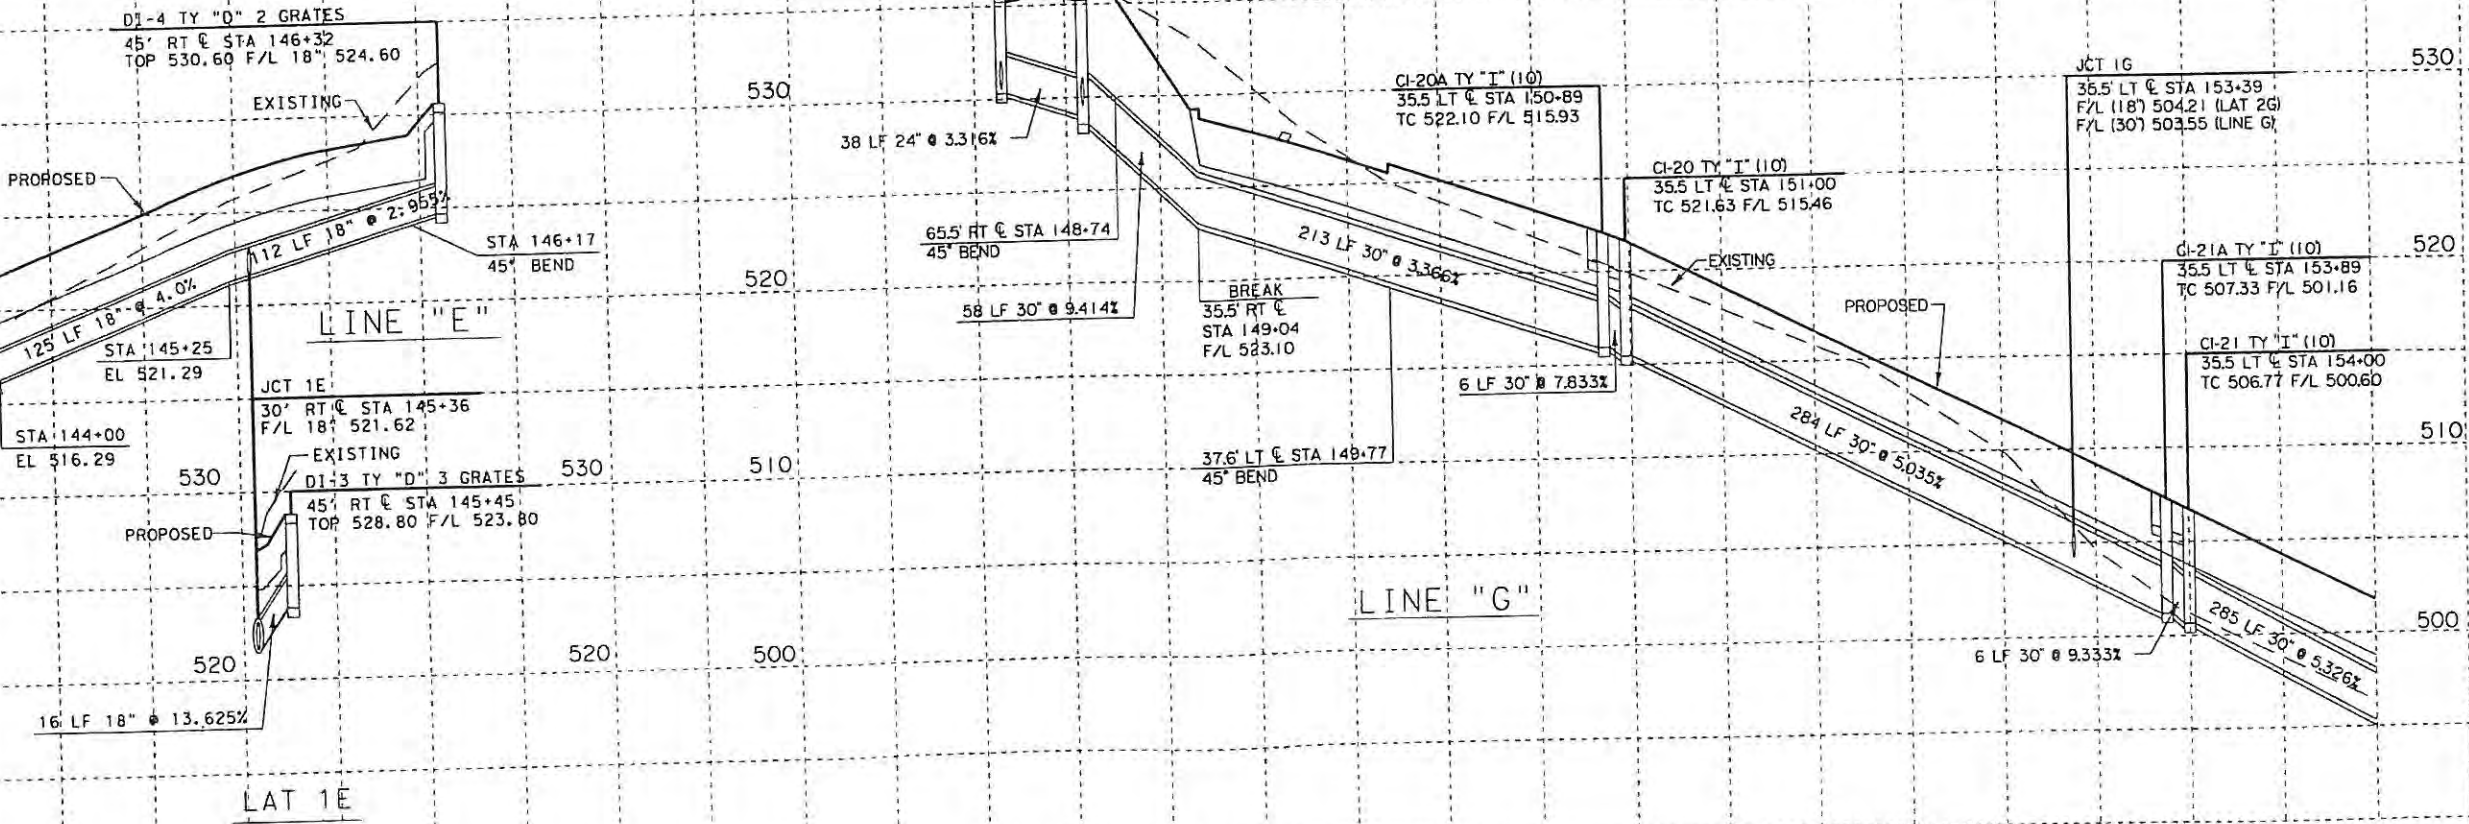 DI-4 TY "D" 2 GRATES
45' RT ℄ STA 146+32
TOP 530.60 F/L 18" 524.60
EXISTING
PROPOSED
112 LF 18" @ 2.955%
125 LF 18" @ 4.0%
STA 146+17
45° BEND
LINE "E"
STA 145+25
EL 521.29
STA 144+00
EL 516.29
JCT 1E
30' RT ℄ STA 145+36
F/L 18" 521.62
EXISTING
530
530
DI-3 TY "D" 3 GRATES
45' RT ℄ STA 145+45
TOP 528.80 F/L 523.80
PROPOSED
520
520
16 LF 18" @ 13.625%
LAT 1E
530
520
510
500
38 LF 24" @ 3.316%
65.5' RT ℄ STA 148+74
45° BEND
58 LF 30" @ 9.414%
BREAK
35.5' RT ℄
STA 149+04
F/L 523.10
213 LF 30" @ 3.366%
37.6' LT ℄ STA 149+77
45° BEND
CI-20A TY "I" (10)
35.5 LT ℄ STA 150+89
TC 522.10 F/L 515.93
CI-20 TY "I" (10)
35.5 LT ℄ STA 151+00
TC 521.63 F/L 515.46
EXISTING
6 LF 30" @ 7.833%
PROPOSED
284 LF 30" @ 5.035%
LINE "G"
JCT 1G
35.5' LT ℄ STA 153+39
F/L (18") 504.21 (LAT 2G)
F/L (30") 503.55 (LINE G)
CI-21A TY "I" (10)
35.5 LT ℄ STA 153+89
TC 507.33 F/L 501.16
CI-21 TY "I" (10)
35.5 LT ℄ STA 154+00
TC 506.77 F/L 500.60
6 LF 30" @ 9.333%
285 LF 30" @ 5.326%
530
520
510
500